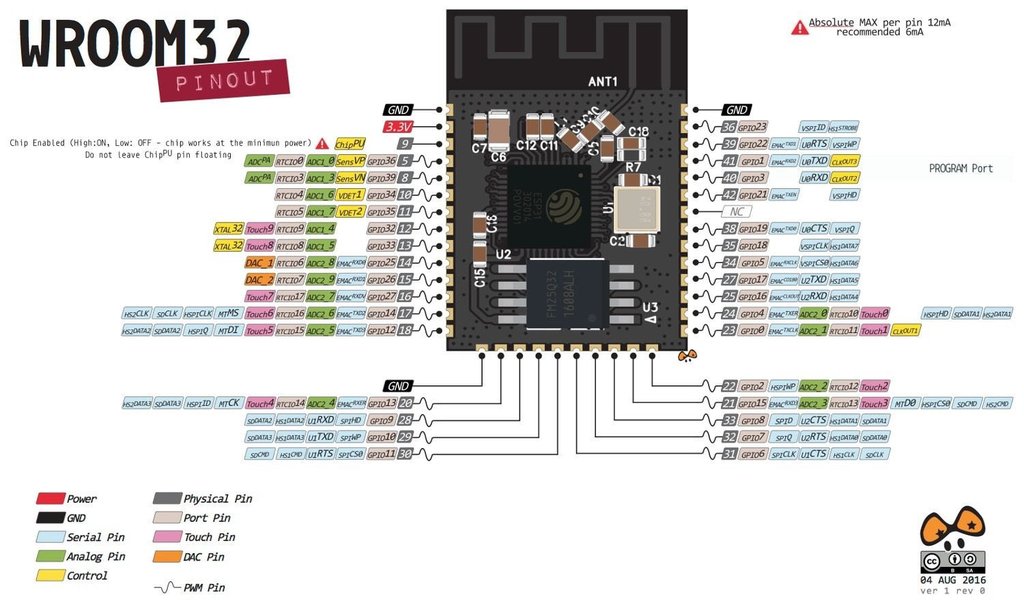 WROOM32
PINOUT
Absolute MAX per pin 12mA
recommended 6mA
ANT1
GND
3.3V
Chip Enabled (High:ON, Low: OFF - chip works at the minimun power) ChipPU 9
Do not leave ChipPU pin floating
ADCPA RTCIO0 ADC1_0 SensVP GPIO36 5
ADCPA RTCIO3 ADC1_3 SensVN GPIO39 8
RTCIO4 ADC1_6 VDET1 GPIO34 10
RTCIO5 ADC1_7 VDET2 GPIO35 11
XTAL32 Touch9 RTCIO9 ADC1_4 GPIO32 12
XTAL32 Touch8 RTCIO8 ADC1_5 GPIO33 13
DAC_1 RTCIO6 ADC2_8 EMACRXD0 GPIO25 14
DAC_2 RTCIO7 ADC2_9 EMACRXD1 GPIO26 15
Touch7 RTCIO17 ADC2_7 EMACRXDV GPIO27 16
HS2CLK SDCLK HSPICLK MTMS Touch6 RTCIO16 ADC2_6 EMACTXD2 GPIO14 17
HS2DATA2 SDDATA2 HSPIQ MTDI Touch5 RTCIO15 ADC2_5 EMACTXD3 GPIO12 18
C7
C6
C12
C11
C18
R7
C15
U2
U3
ESP32
FM25Q32
1608ALH
GND
36 GPIO23 VSPIID HS1STROBE
39 GPIO22 EMACTXD1 U0RTS VSPIWP
41 GPIO1 U0TXD CLKOUT3
40 GPIO3 U0RXD CLKOUT2
PROGRAM Port
42 GPIO21 EMACTXEN VSPIHD
NC
38 GPIO19 EMACTXD0 U0CTS VSPIQ
35 GPIO18 VSPICLK HS1DATA7
34 GPIO5 EMACRXCLK VSPICS0 HS1DATA6
27 GPIO17 U2TXD HS1DATA5
25 GPIO16 U2RXD HS1DATA4
24 GPIO4 EMACTXER ADC2_0 RTCIO10 Touch0 HSPIHD SDDATA1 HS2DATA1
23 GPIO0 EMACTXCLK ADC2_1 RTCIO11 Touch1 CLKOUT1
GND
HS2DATA3 SDDATA3 HSPIID MTCK Touch4 RTCIO14 ADC2_4 EMACRXER GPIO13 20
SDDATA2 HS1DATA2 U1RXD SPIHD GPIO9 28
SDDATA3 HS1DATA3 U1TXD SPIWP GPIO10 29
SDCMD HS1CMD U1RTS SPICS0 GPIO11 30
22 GPIO2 HSPIWP ADC2_2 RTCIO12 Touch2
21 GPIO15 EMACRXD3 ADC2_3 RTCIO13 Touch3 MTDO HSPICS0 SDCMD HS2CMD
33 GPIO8 SPID U2CTS HS1DATA1 SDDATA1
32 GPIO7 SPIQ U2RTS HS1DATA0 SDDATA0
31 GPIO6 SPICLK U1CTS HS1CLK SDCLK
Power
GND
Serial Pin
Analog Pin
Control
Physical Pin
Port Pin
Touch Pin
DAC Pin
PWM Pin
cc BY SA
04 AUG 2016
ver 1 rev 0